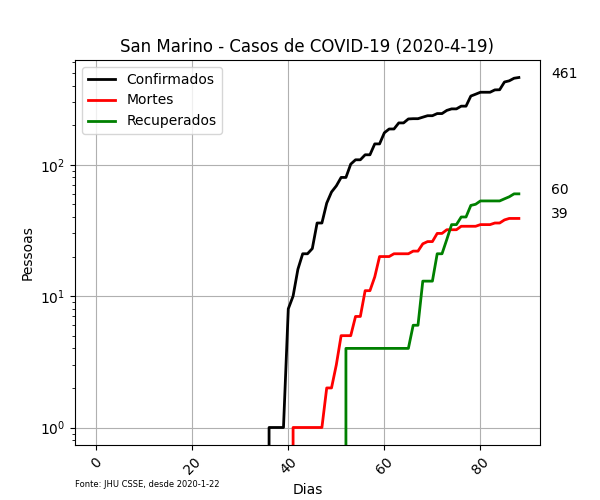 San Marino - Casos de COVID-19 (2020-4-19)
Confirmados
Mortes
Recuperados
461
60
39
10²
10¹
10⁰
Pessoas
0 20 40 60 80
Dias
Fonte: JHU CSSE, desde 2020-1-22